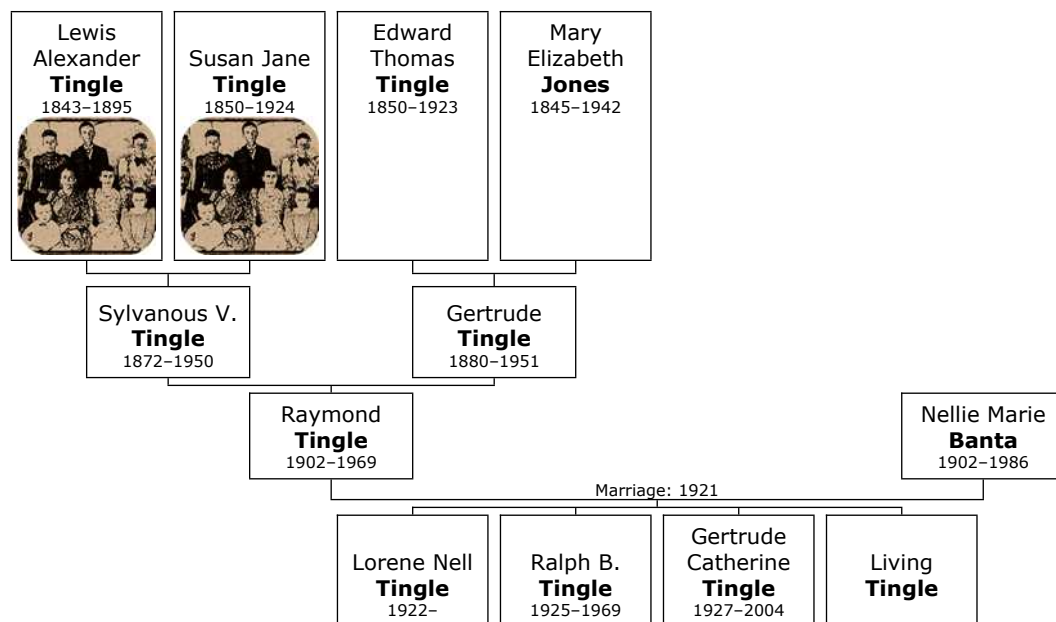 Lewis
Alexander
Tingle
1843–1895
Susan Jane
Tingle
1850–1924
Edward
Thomas
Tingle
1850–1923
Mary
Elizabeth
Jones
1845–1942
Sylvanous V.
Tingle
1872–1950
Gertrude
Tingle
1880–1951
Raymond
Tingle
1902–1969
Nellie Marie
Banta
1902–1986
Marriage: 1921
Lorene Nell
Tingle
1922–
Ralph B.
Tingle
1925–1969
Gertrude
Catherine
Tingle
1927–2004
Living
Tingle